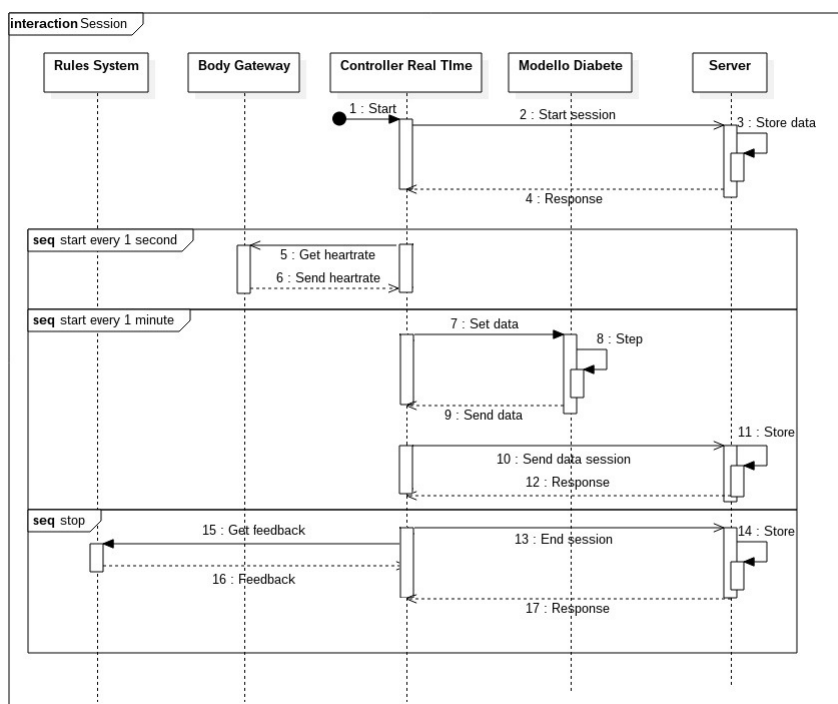 interaction Session
Rules System
Body Gateway
Controller Real TIme
Modello Diabete
Server
1 : Start
2 : Start session
3 : Store data
4 : Response
seq start every 1 second
5 : Get heartrate
6 : Send heartrate
seq start every 1 minute
7 : Set data
8 : Step
9 : Send data
11 : Store
10 : Send data session
12 : Response
seq stop
15 : Get feedback
13 : End session
14 : Store
16 : Feedback
17 : Response